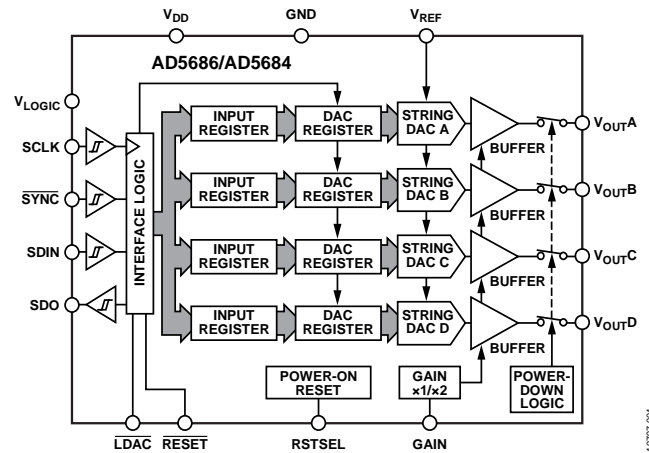 VDD GND VREF
AD5686/AD5684
VLOGIC
SCLK
SYNC
SDIN
SDO
INTERFACE LOGIC
INPUT REGISTER
DAC REGISTER
STRING DAC A
BUFFER
VOUTA
INPUT REGISTER
DAC REGISTER
STRING DAC B
BUFFER
VOUTB
INPUT REGISTER
DAC REGISTER
STRING DAC C
BUFFER
VOUTC
INPUT REGISTER
DAC REGISTER
STRING DAC D
BUFFER
VOUTD
POWER-ON RESET
GAIN ×1/×2
POWER-DOWN LOGIC
LDAC RESET RSTSEL GAIN